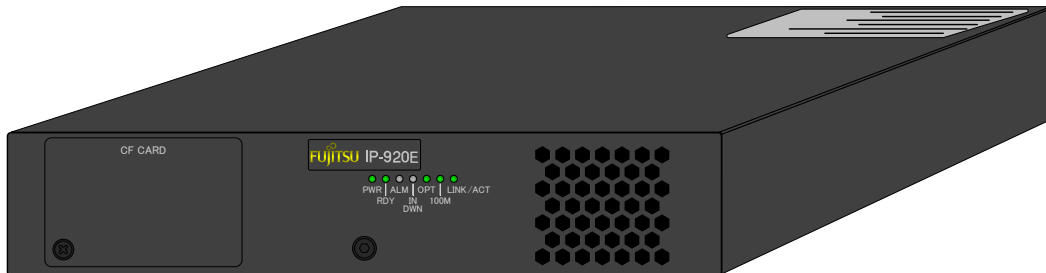 CF CARD
FUJITSU IP-920E
PWR ALM OPT LINK/ACT
RDY IN 100M
DWN